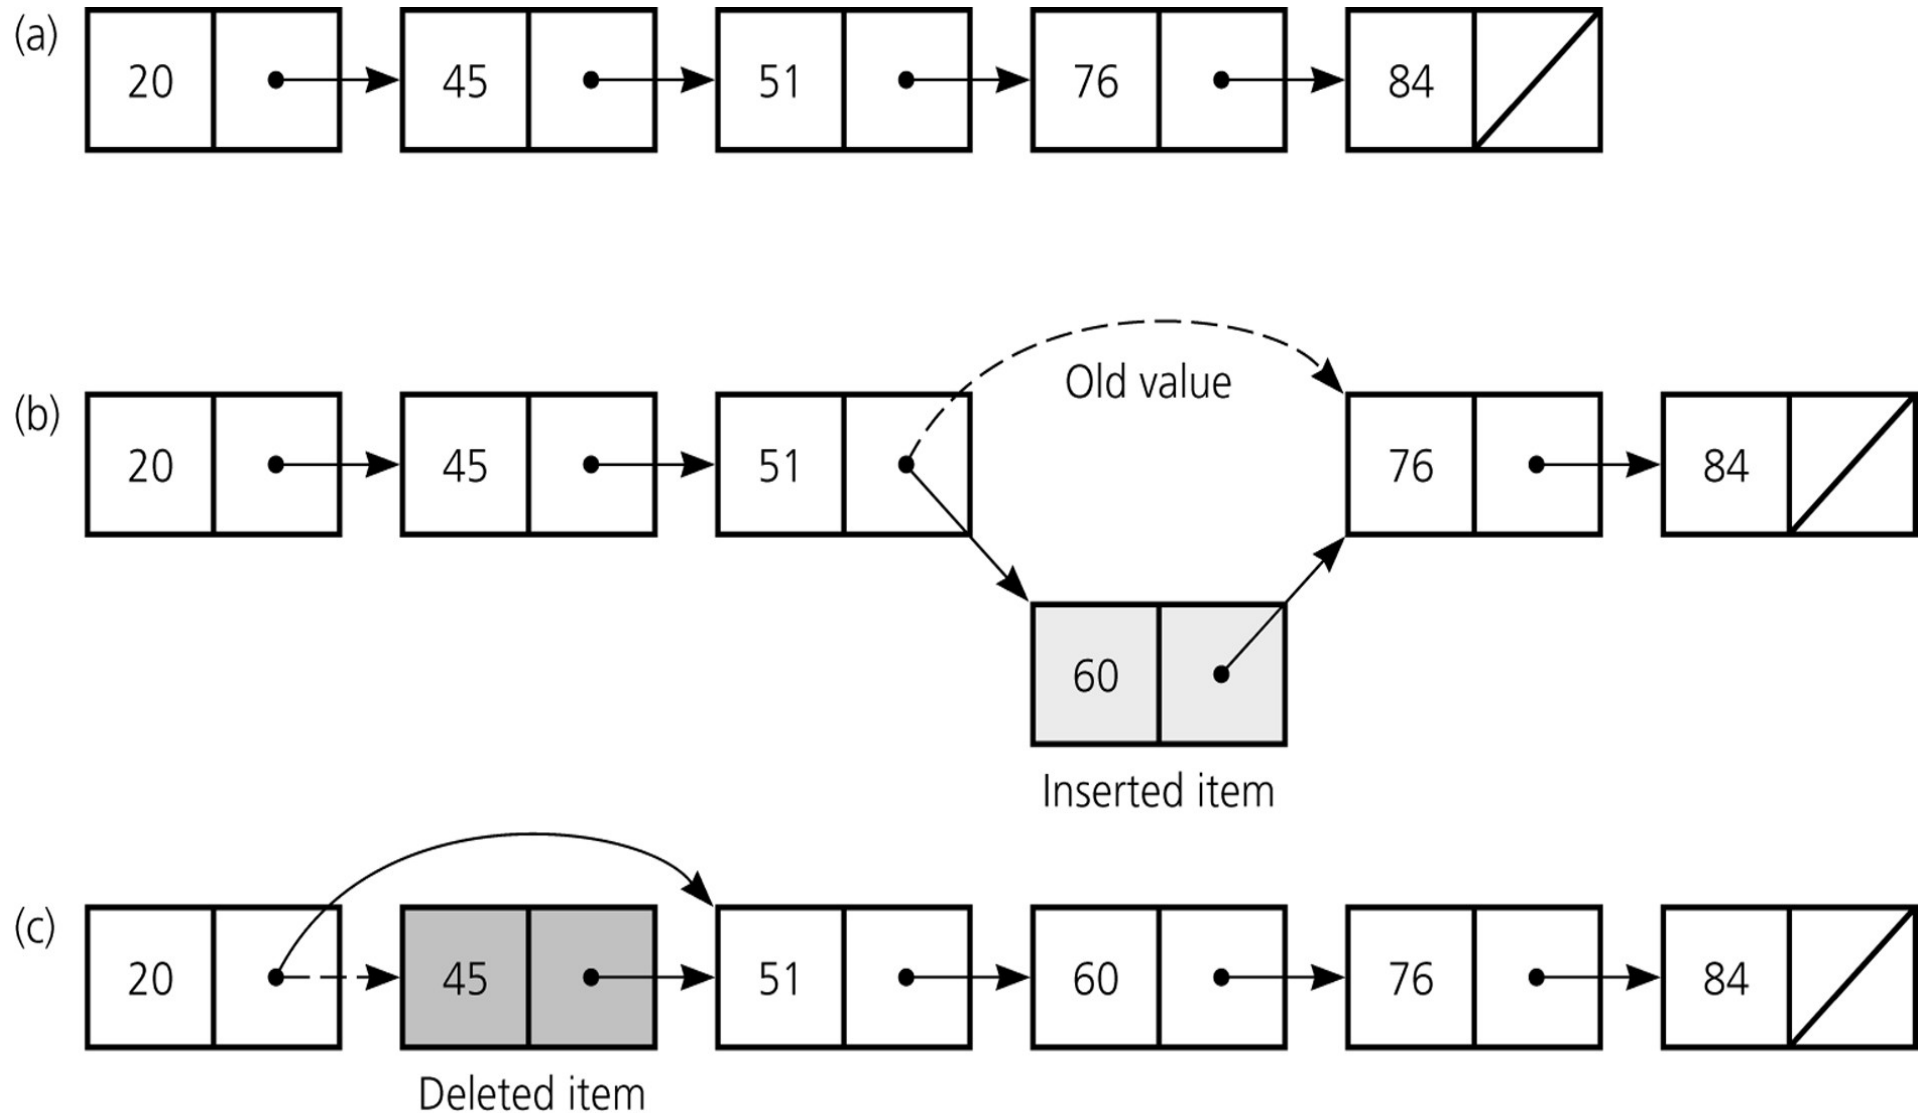 (a) 20 45 51 76 84
Old value
(b) 20 45 51 76 84
60
Inserted item
(c) 20 45 51 60 76 84
Deleted item